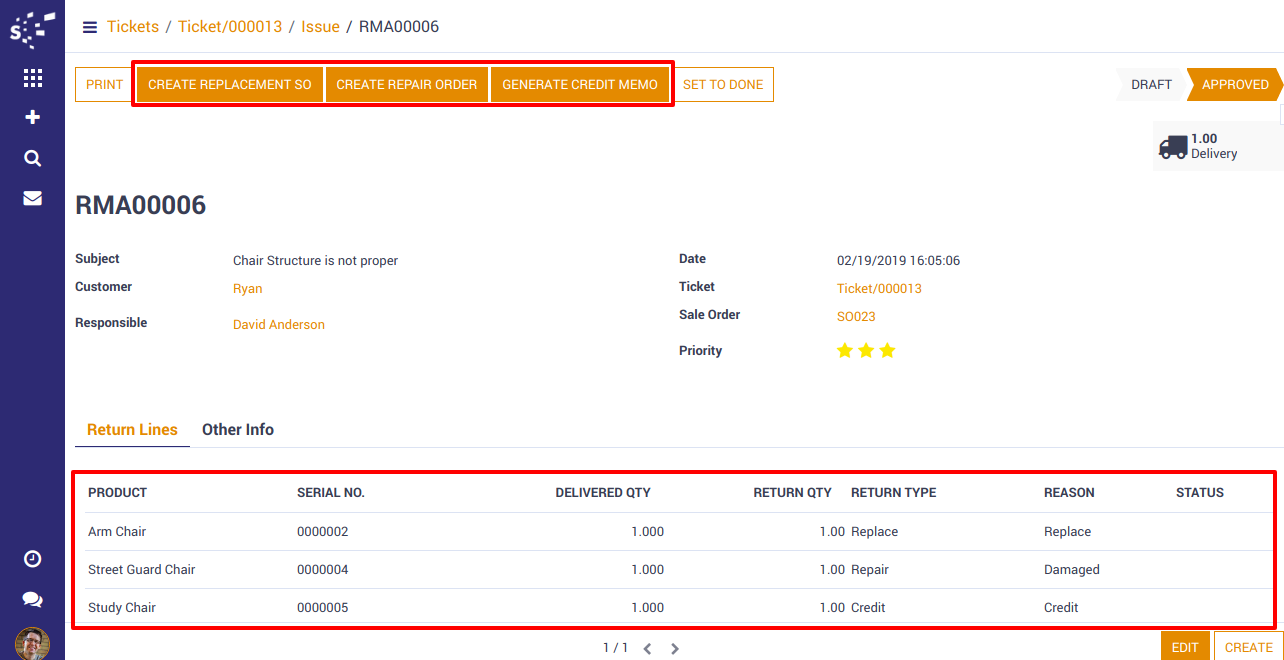 Tickets / Ticket/000013 / Issue / RMA00006
PRINT CREATE REPLACEMENT SO CREATE REPAIR ORDER GENERATE CREDIT MEMO SET TO DONE DRAFT APPROVED
1.00
Delivery
RMA00006
Subject Chair Structure is not proper Date 02/19/2019 16:05:06
Customer Ryan Ticket Ticket/000013
Sale Order SO023
Responsible David Anderson
Priority
Return Lines Other Info
PRODUCT SERIAL NO. DELIVERED QTY RETURN QTY RETURN TYPE REASON STATUS
Arm Chair 0000002 1.000 1.00 Replace Replace
Street Guard Chair 0000004 1.000 1.00 Repair Damaged
Study Chair 0000005 1.000 1.00 Credit Credit
1 / 1
EDIT CREATE